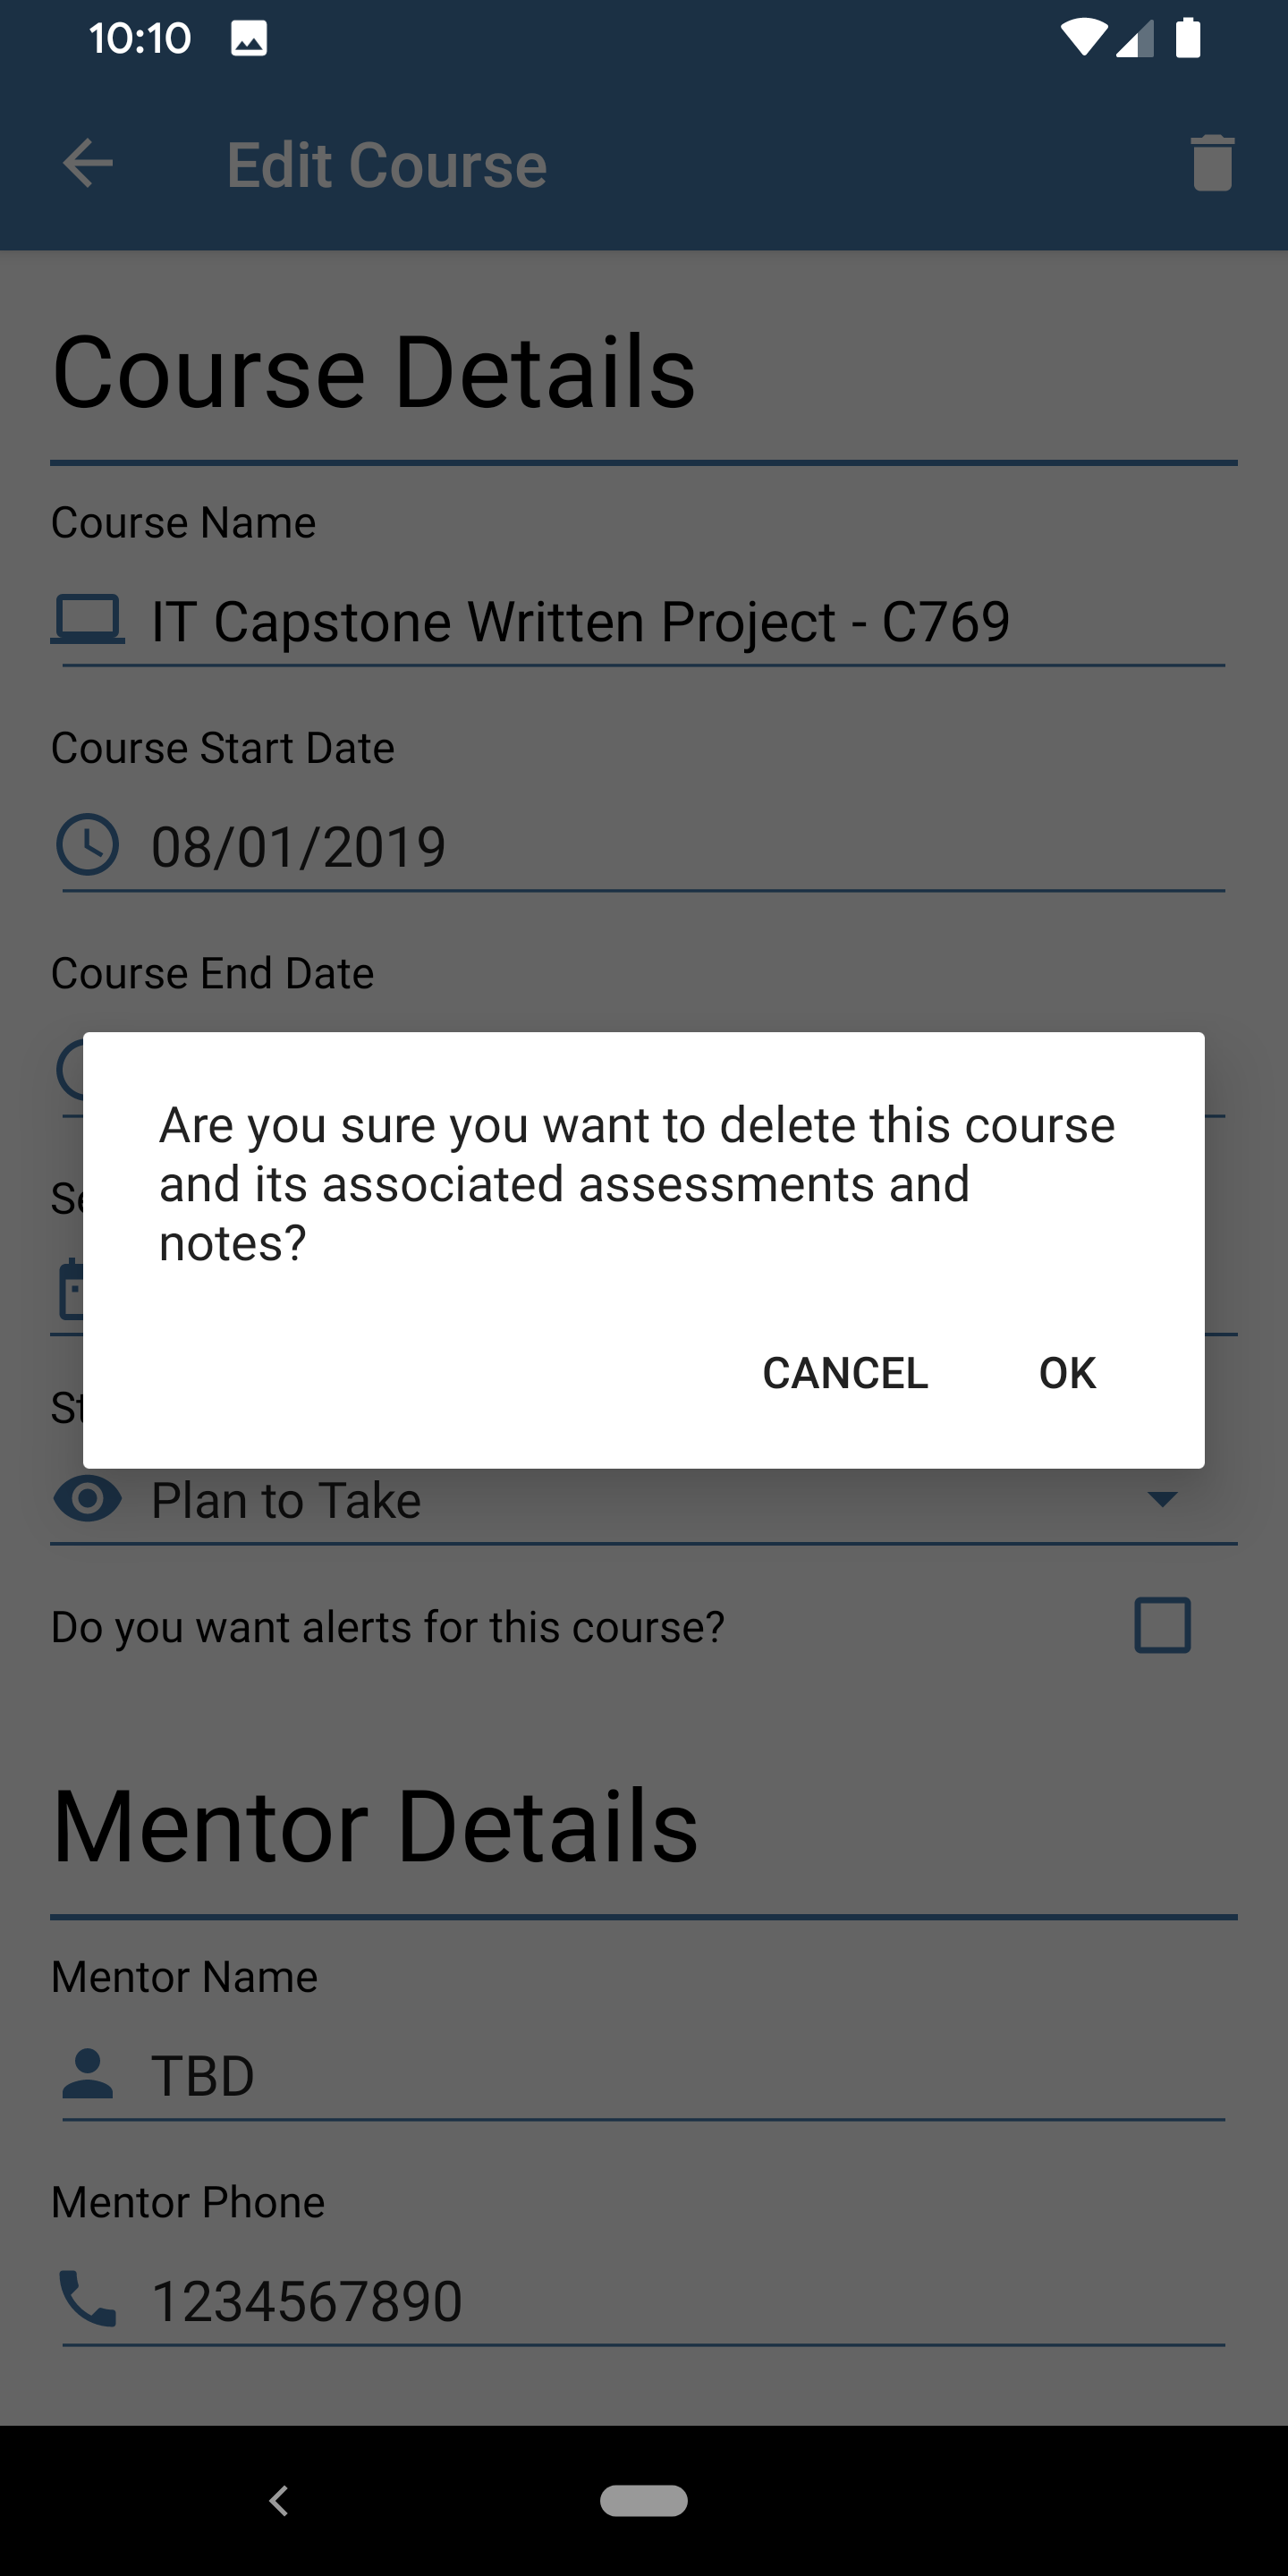 10:10
Edit Course
Course Details
Course Name
IT Capstone Written Project - C769
Course Start Date
08/01/2019
Course End Date
Are you sure you want to delete this course
and its associated assessments and
notes?
CANCEL OK
Plan to Take
Do you want alerts for this course?
Mentor Details
Mentor Name
TBD
Mentor Phone
1234567890